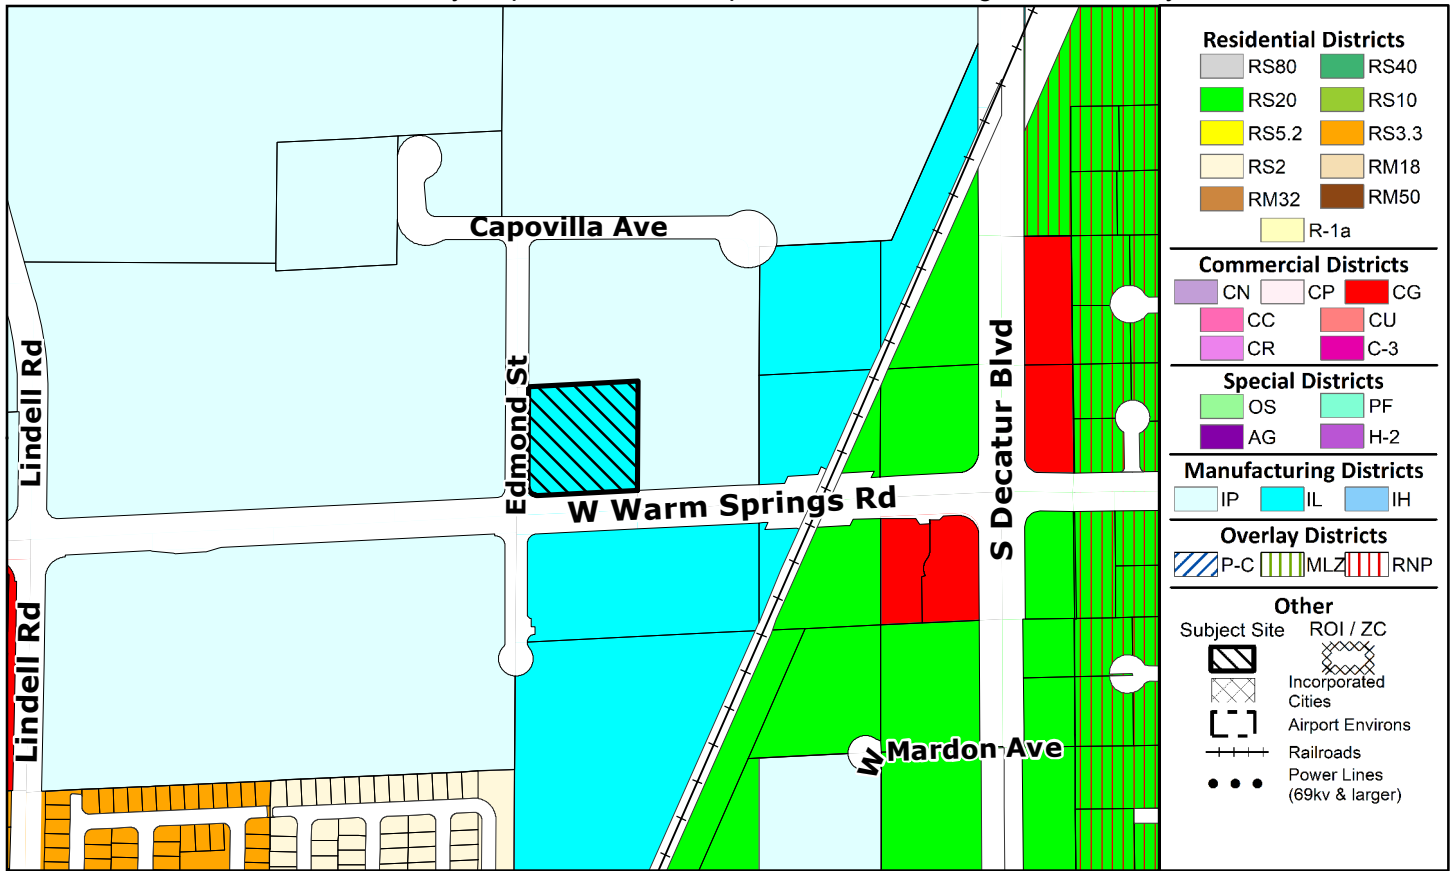 Capovilla Ave
Lindell Rd
Edmond St
S Decatur Blvd
W Warm Springs Rd
Lindell Rd
W Mardon Ave
Residential Districts
RS80 RS40
RS20 RS10
RS5.2 RS3.3
RS2 RM18
RM32 RM50
R-1a
Commercial Districts
CN CP CG
CC CU
CR C-3
Special Districts
OS PF
AG H-2
Manufacturing Districts
IP IL IH
Overlay Districts
P-C MLZ RNP
Other
Subject Site ROI / ZC
Incorporated
Cities
Airport Environs
Railroads
Power Lines
(69kv & larger)